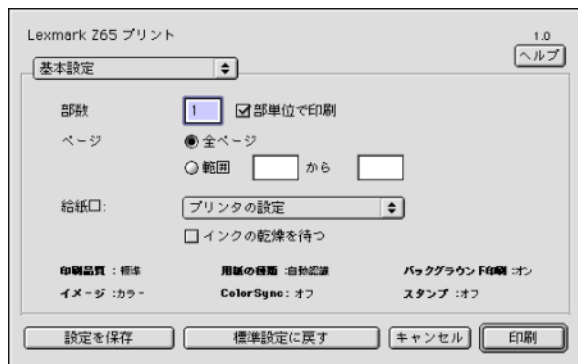 Lexmark Z65 プリント
1.0
ヘルプ
基本設定
部数 1 部単位で印刷
ページ 全ページ
範囲 から
給紙口: プリンタの設定
インクの乾燥を待つ
印刷品質 : 標準 用紙の種類 :自動認識 バックグラウンド印刷 :オン
イメージ :カラー ColorSync : オフ スタンプ :オフ
設定を保存 標準設定に戻す キャンセル 印刷